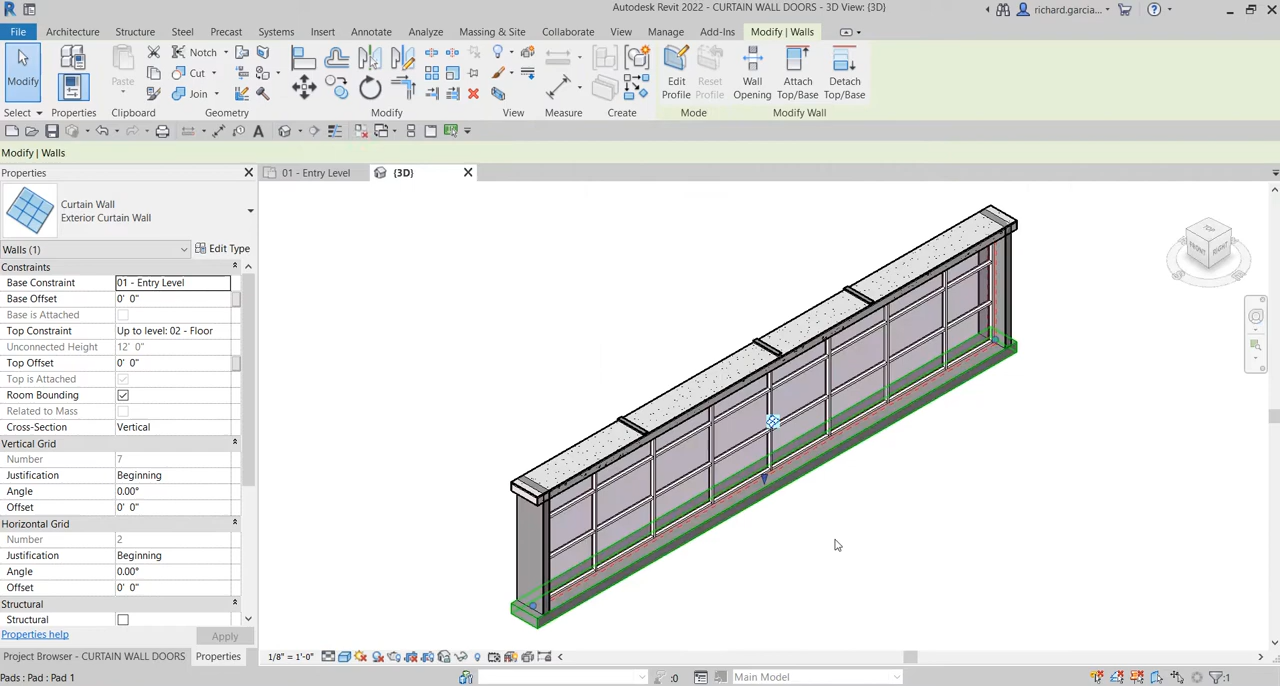 Autodesk Revit 2022 - CURTAIN WALL DOORS - 3D View: {3D}
richard.garcia...
File Architecture Structure Steel Precast Systems Insert Annotate Analyze Massing & Site Collaborate View Manage Add-Ins Modify | Walls
Modify
Paste
Notch
Cut
Join
Edit Profile
Reset Profile
Wall Opening
Attach Top/Base
Detach Top/Base
Select Properties Clipboard Geometry Modify View Measure Create Mode Modify Wall
Modify | Walls
Properties
01 - Entry Level
{3D}
Curtain Wall
Exterior Curtain Wall
Walls (1)
Edit Type
Constraints
Base Constraint 01 - Entry Level
Base Offset 0' 0"
Base is Attached
Top Constraint Up to level: 02 - Floor
Unconnected Height 12' 0"
Top Offset 0' 0"
Top is Attached
Room Bounding
Related to Mass
Cross-Section Vertical
Vertical Grid
Number 7
Justification Beginning
Angle 0.00°
Offset 0' 0"
Horizontal Grid
Number 2
Justification Beginning
Angle 0.00°
Offset 0' 0"
Structural
Structural
Properties help
Apply
Project Browser - CURTAIN WALL DOORS Properties
1/8" = 1'-0"
Pads : Pad : Pad 1
:0
Main Model
:1
TOP
FRONT
RIGHT